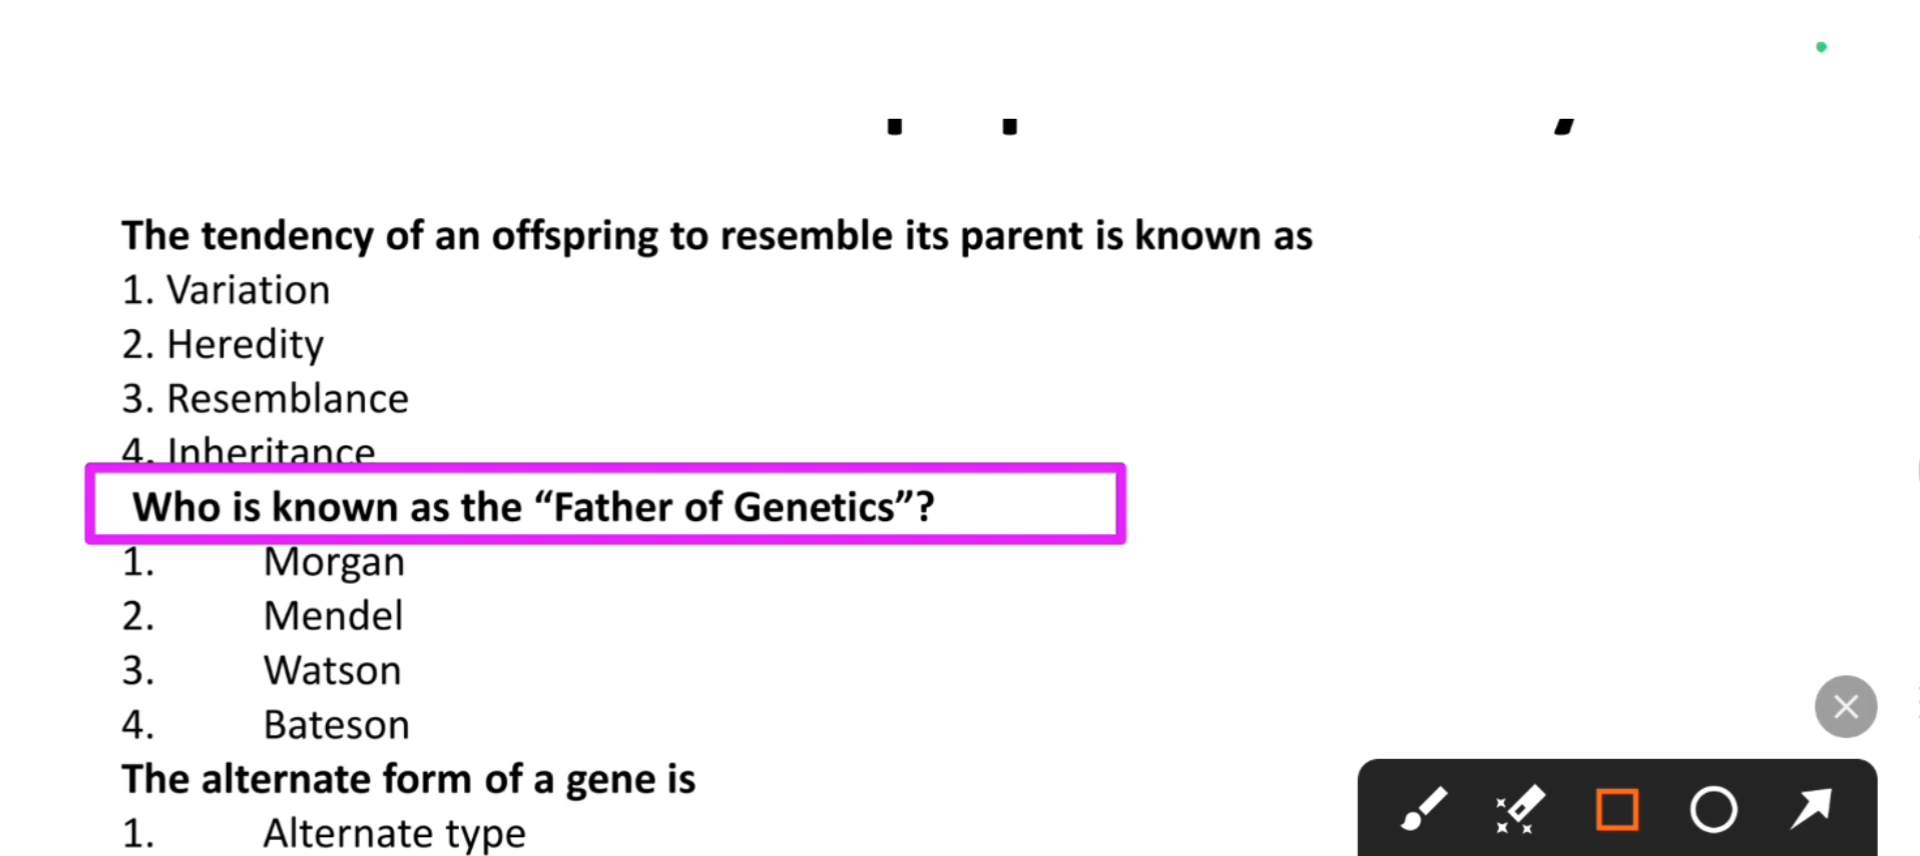 The tendency of an offspring to resemble its parent is known as
1. Variation
2. Heredity
3. Resemblance
4. Inheritance
Who is known as the “Father of Genetics”?
1. Morgan
2. Mendel
3. Watson
4. Bateson
The alternate form of a gene is
1. Alternate type